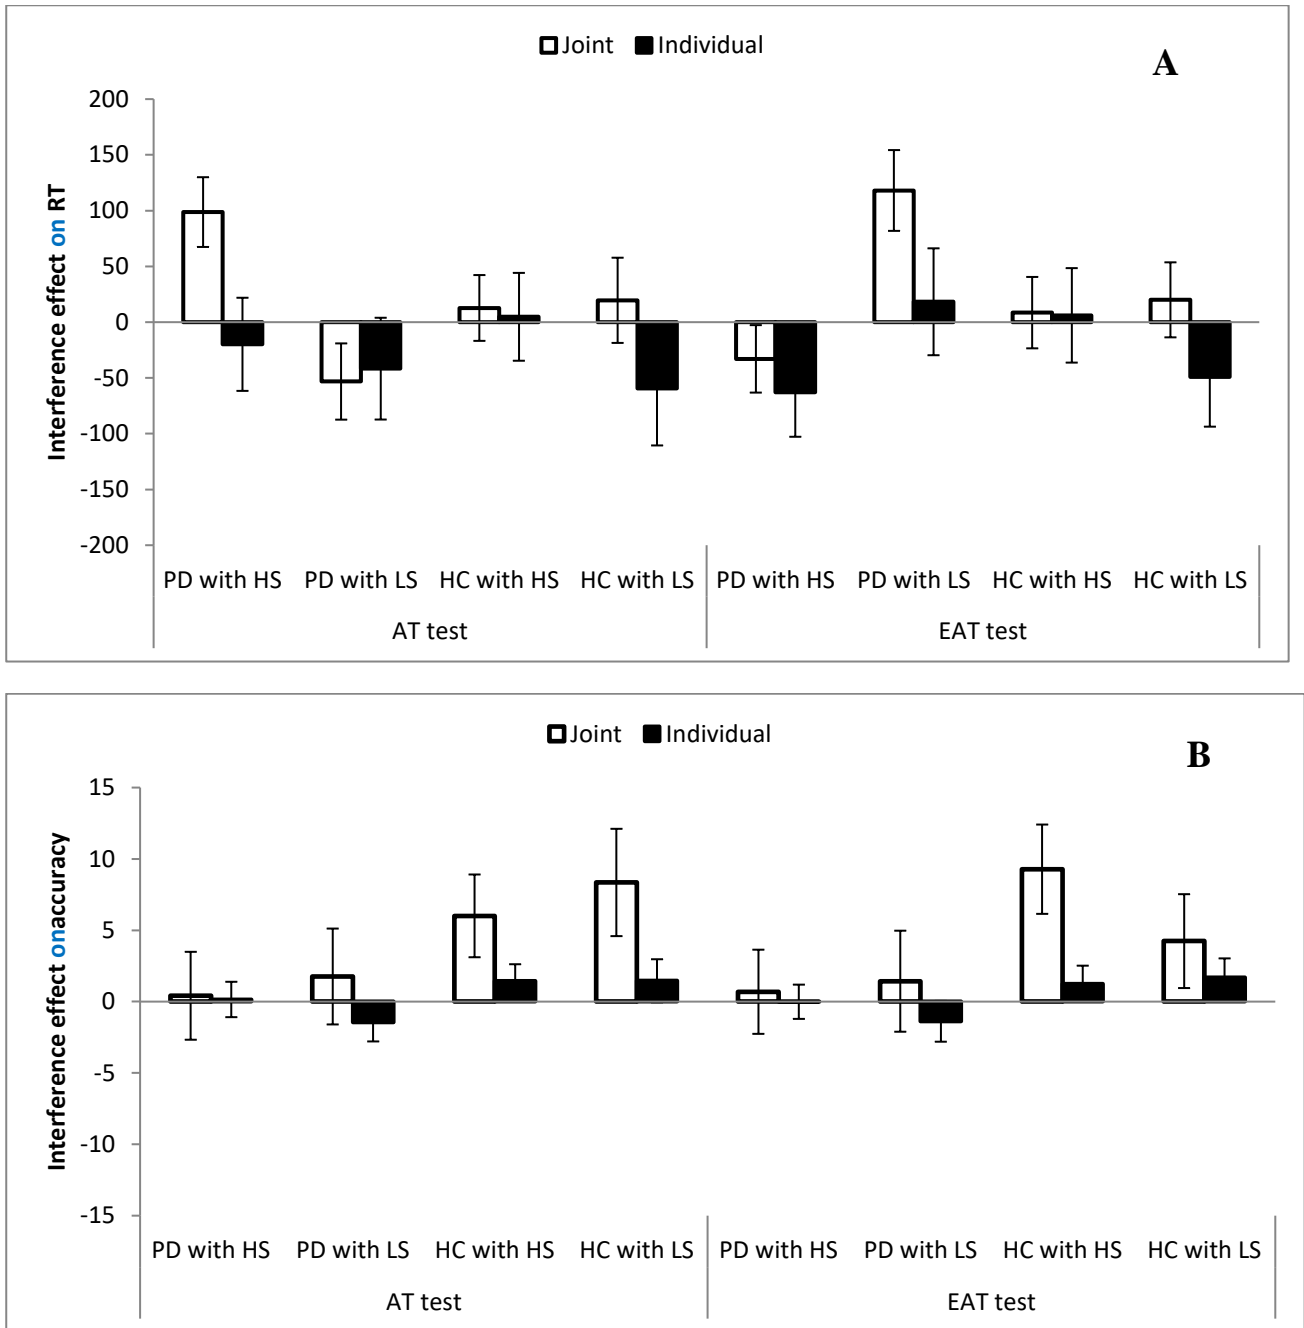 Joint Individual
A
200
150
100
50
0
-50
-100
-150
-200
Interference effect on RT
PD with HS PD with LS HC with HS HC with LS PD with HS PD with LS HC with HS HC with LS
AT test EAT test
Joint Individual
B
15
10
5
0
-5
-10
-15
Interference effect onaccuracy
PD with HS PD with LS HC with HS HC with LS PD with HS PD with LS HC with HS HC with LS
AT test EAT test